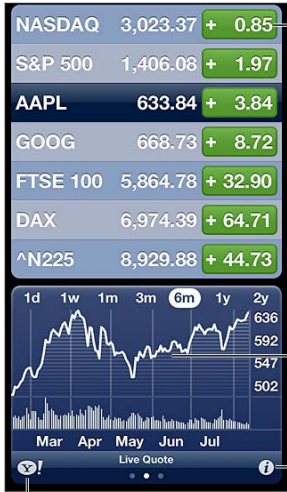 NASDAQ 3,023.37 + 0.85
S&P 500 1,406.08 + 1.97
AAPL 633.84 + 3.84
GOOG 668.73 + 8.72
FTSE 100 5,864.78 + 32.90
DAX 6,974.39 + 64.71
^N225 8,929.88 + 44.73
1d 1w 1m 3m 6m 1y 2y
636
592
547
502
Mar Apr May Jun Jul
Live Quote
Y! i